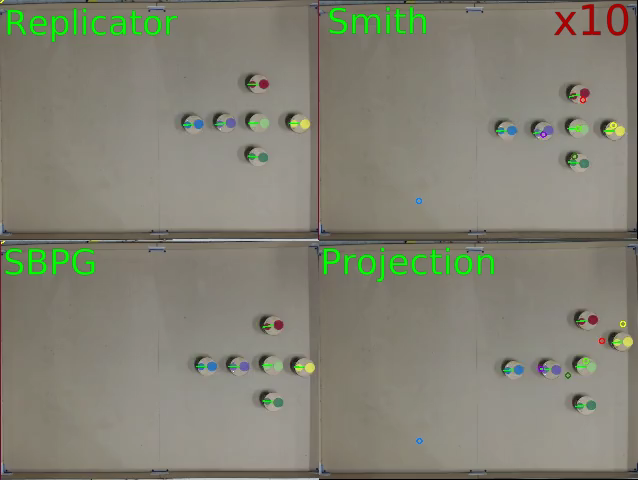 Replicator
Smith
x10
SBPG
Projection